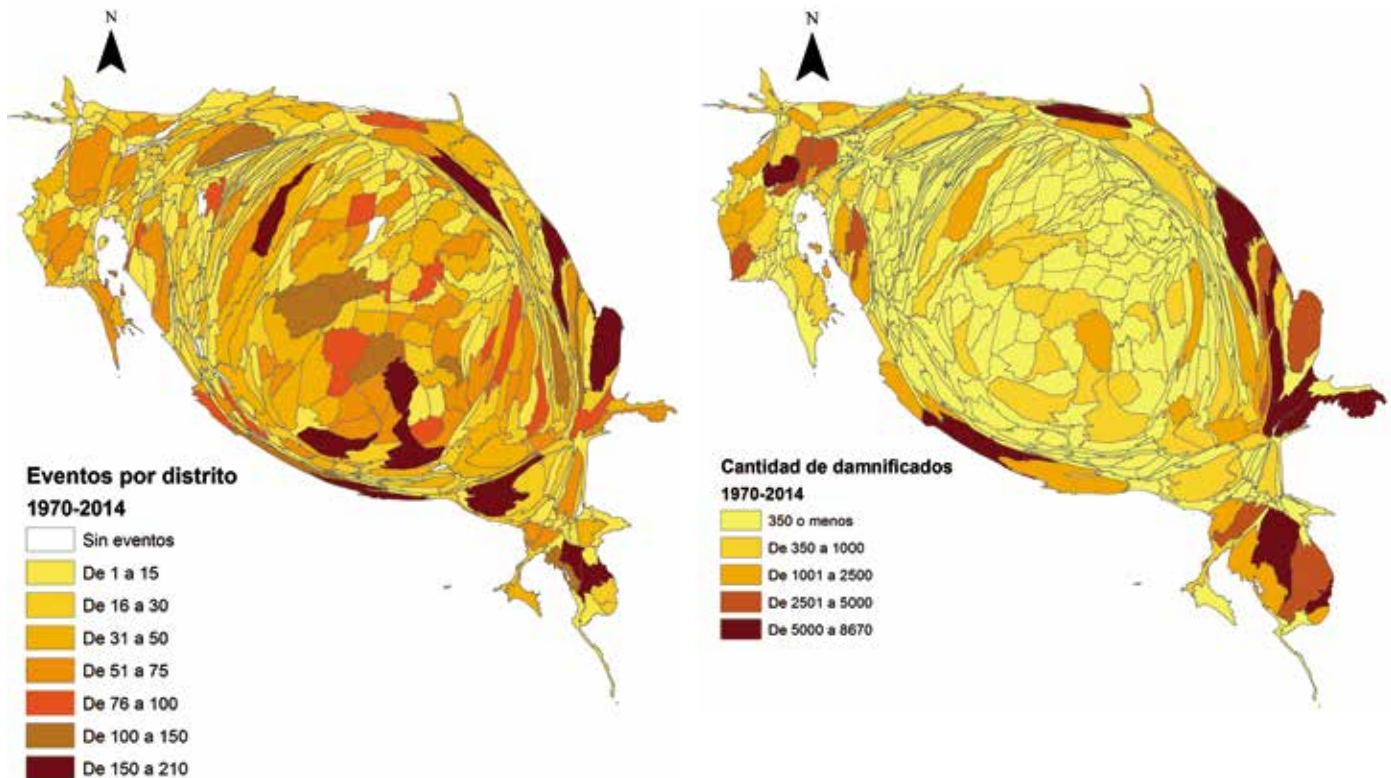 N
Eventos por distrito
1970-2014
Sin eventos
De 1 a 15
De 16 a 30
De 31 a 50
De 51 a 75
De 76 a 100
De 100 a 150
De 150 a 210
N
Cantidad de damnificados
1970-2014
350 o menos
De 350 a 1000
De 1001 a 2500
De 2501 a 5000
De 5000 a 8670